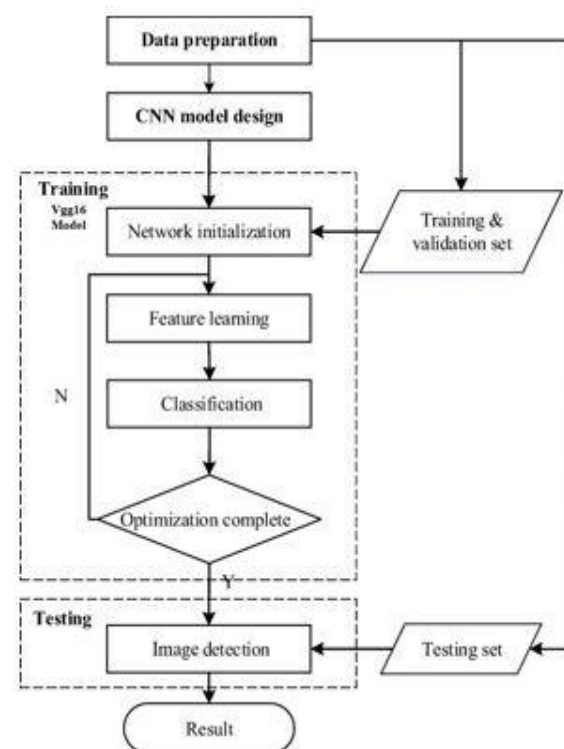 Data preparation
CNN model design
Training
Vgg16
Model
Network initialization
Training &
validation set
Feature learning
N
Classification
Optimization complete
Y
Testing
Image detection
Testing set
Result